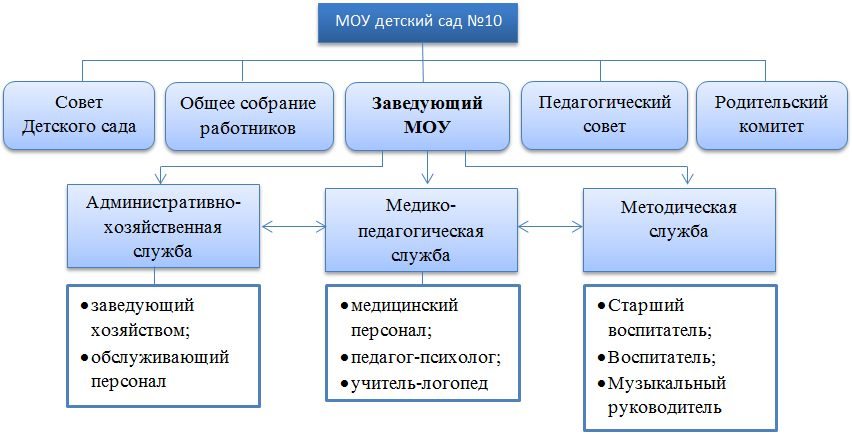 МОУ детский сад №10
Совет
Детского сада
Общее собрание
работников
Заведующий
МОУ
Педагогический
совет
Родительский
комитет
Административно-
хозяйственная
служба
Медико-
педагогическая
служба
Методическая
служба
•заведующий
хозяйством;
•обслуживающий
персонал
•медицинский
персонал;
•педагог-психолог;
•учитель-логопед
•Старший
воспитатель;
•Воспитатель;
•Музыкальный
руководитель